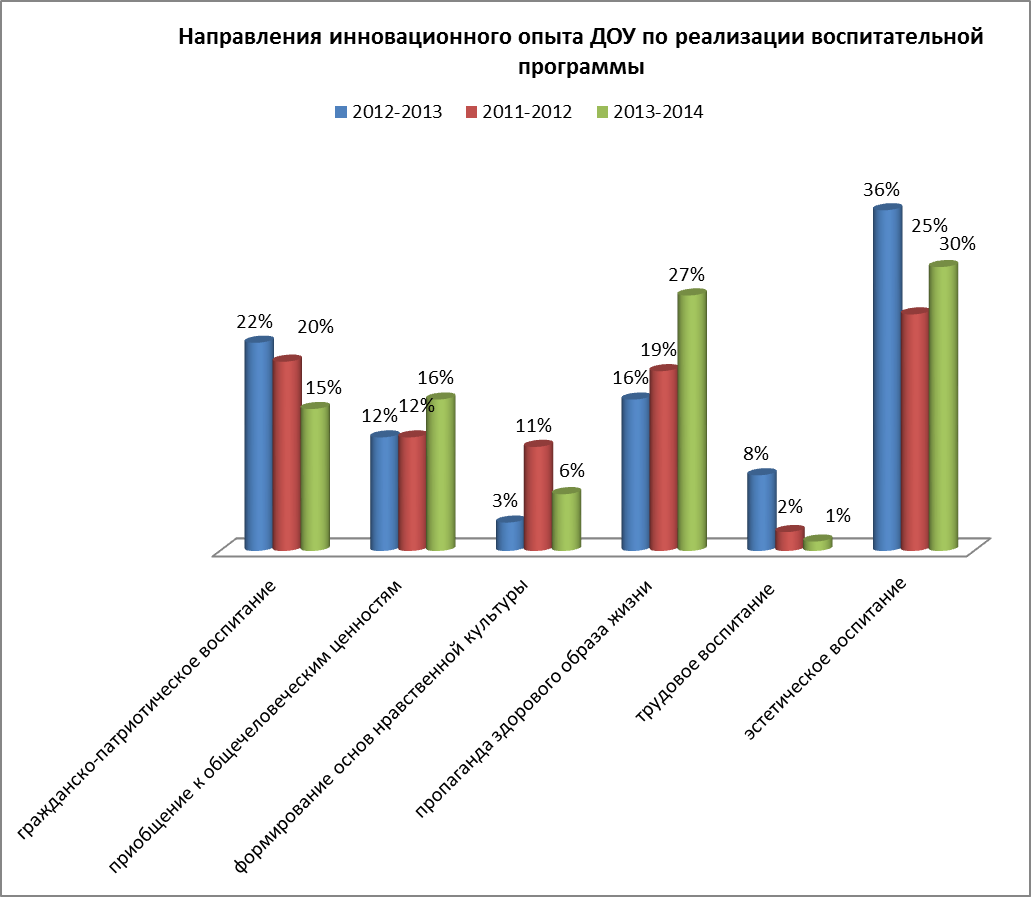 Направления инновационного опыта ДОУ по реализации воспитательной
программы
2012-2013 2011-2012 2013-2014
22% 20% 15%
12% 12% 16%
3% 11% 6%
16% 19% 27%
8% 2% 1%
36% 25% 30%
гражданско-патриотическое воспитание
приобщение к общечеловеческим ценностям
формирование основ нравственной культуры
пропаганда здорового образа жизни
трудовое воспитание
эстетическое воспитание